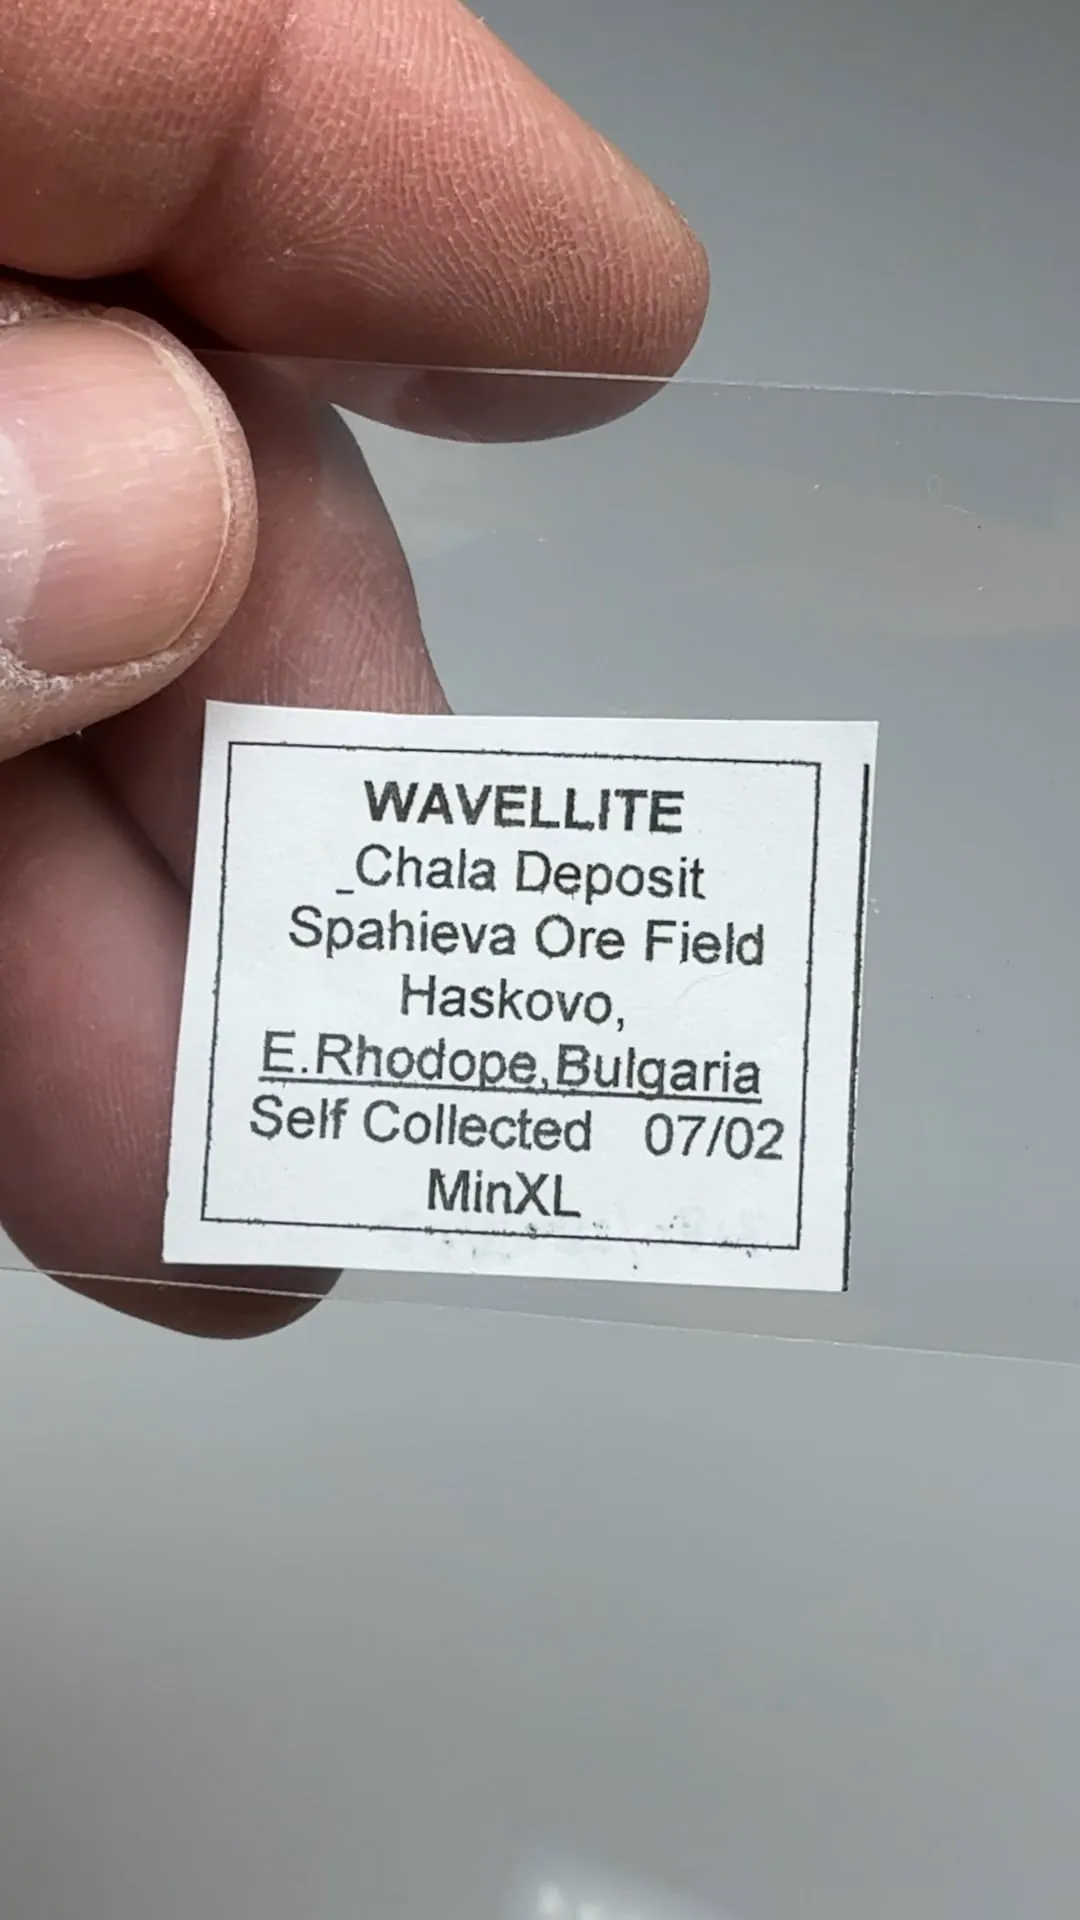 WAVELLITE
_Chala Deposit
Spahieva Ore Field
Haskovo,
E.Rhodope,Bulgaria
Self Collected 07/02
MinXL